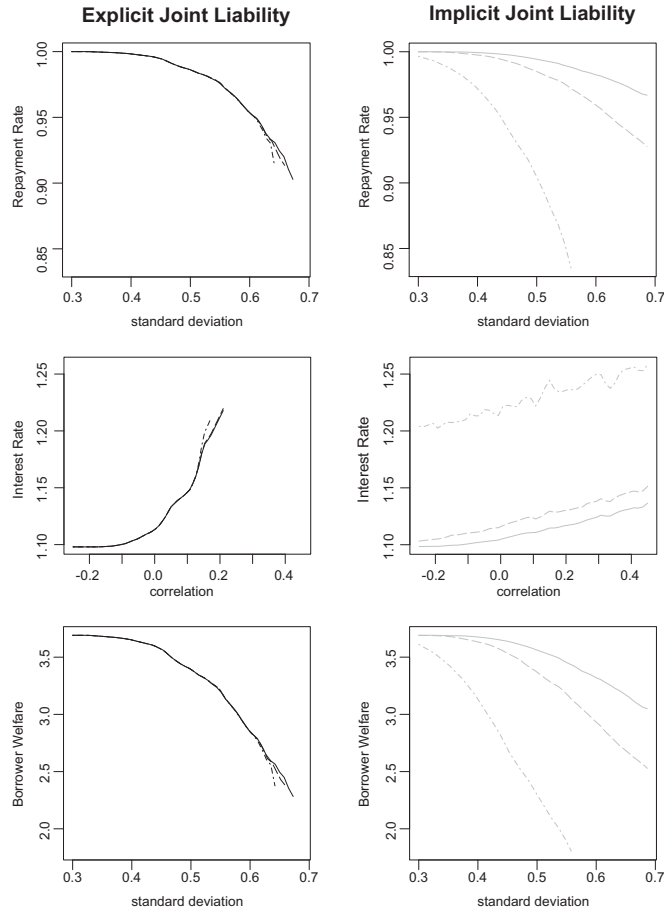 Explicit Joint Liability
Implicit Joint Liability
Repayment Rate
1.00
0.95
0.90
0.85
0.3 0.4 0.5 0.6 0.7
standard deviation
Repayment Rate
1.00
0.95
0.90
0.85
0.3 0.4 0.5 0.6 0.7
standard deviation
Interest Rate
1.25
1.20
1.15
1.10
-0.2 0.0 0.2 0.4
correlation
Interest Rate
1.25
1.20
1.15
1.10
-0.2 0.0 0.2 0.4
correlation
Borrower Welfare
3.5
3.0
2.5
2.0
0.3 0.4 0.5 0.6 0.7
standard deviation
Borrower Welfare
3.5
3.0
2.5
2.0
0.3 0.4 0.5 0.6 0.7
standard deviation